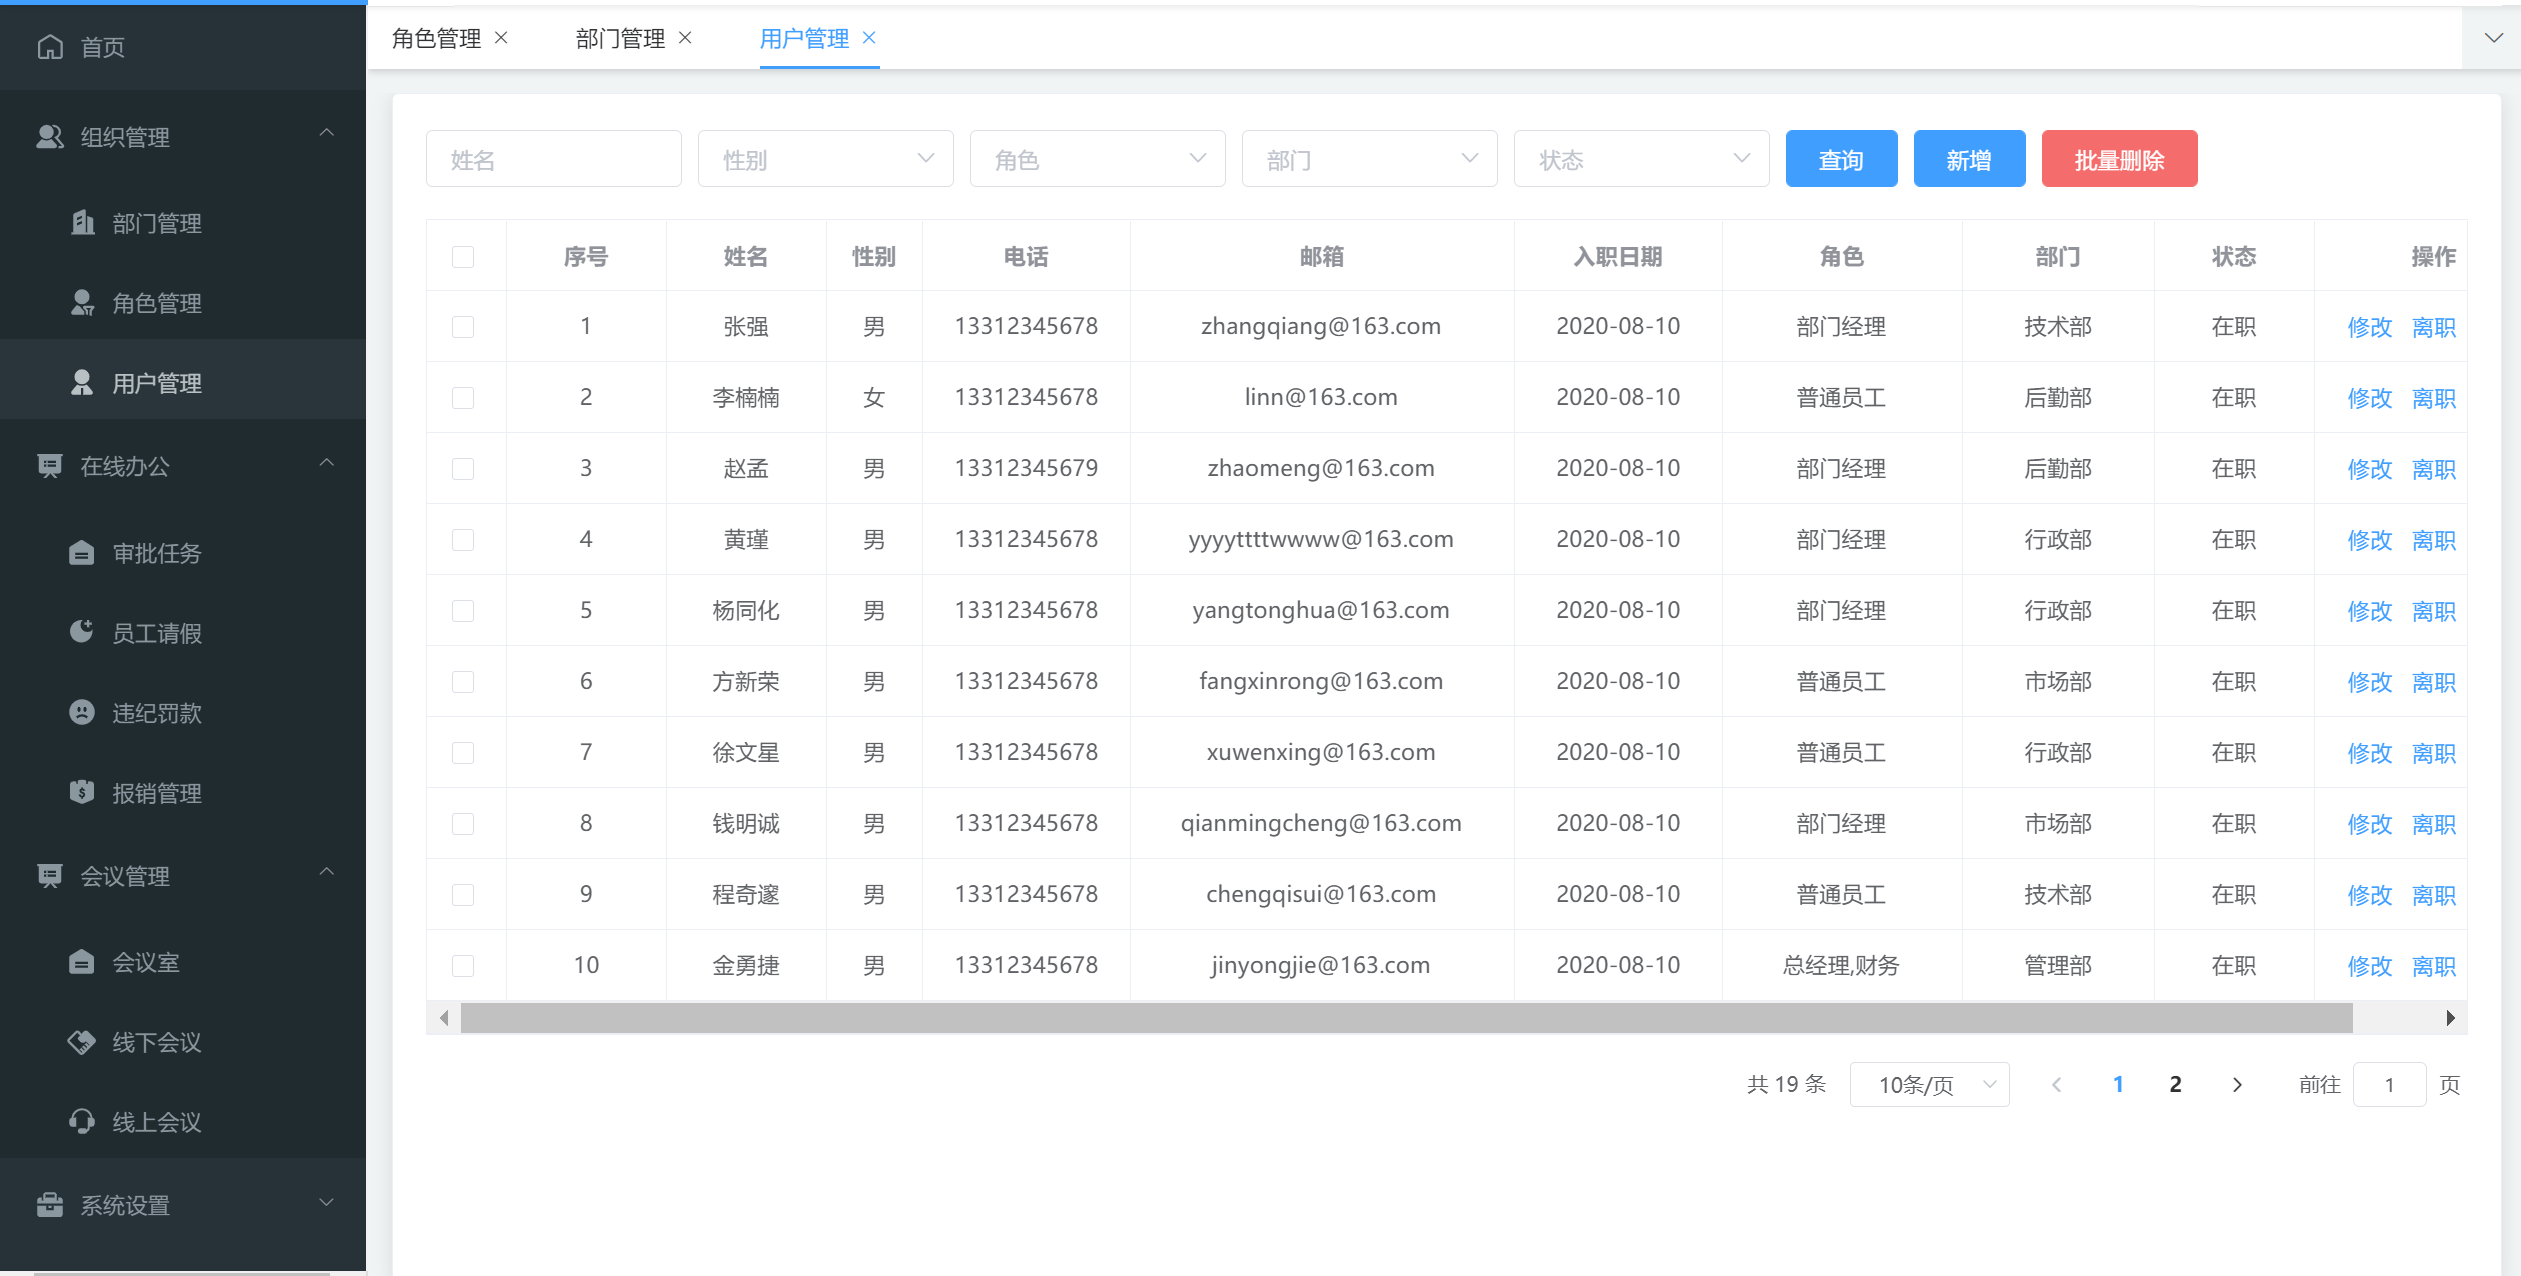 首页
组织管理
部门管理
角色管理
用户管理
在线办公
审批任务
员工请假
违纪罚款
报销管理
会议管理
会议室
线下会议
线上会议
系统设置
角色管理 部门管理 用户管理
姓名 性别 角色 部门 状态 查询 新增 批量删除
序号 姓名 性别 电话 邮箱 入职日期 角色 部门 状态 操作
1 张强 男 13312345678 zhangqiang@163.com 2020-08-10 部门经理 技术部 在职 修改 离职
2 李楠楠 女 13312345678 linn@163.com 2020-08-10 普通员工 后勤部 在职 修改 离职
3 赵孟 男 13312345679 zhaomeng@163.com 2020-08-10 部门经理 后勤部 在职 修改 离职
4 黄瑾 男 13312345678 yyyyttttwwww@163.com 2020-08-10 部门经理 行政部 在职 修改 离职
5 杨同化 男 13312345678 yangtonghua@163.com 2020-08-10 部门经理 行政部 在职 修改 离职
6 方新荣 男 13312345678 fangxinrong@163.com 2020-08-10 普通员工 市场部 在职 修改 离职
7 徐文星 男 13312345678 xuwenxing@163.com 2020-08-10 普通员工 行政部 在职 修改 离职
8 钱明诚 男 13312345678 qianmingcheng@163.com 2020-08-10 部门经理 市场部 在职 修改 离职
9 程奇邃 男 13312345678 chengqisui@163.com 2020-08-10 普通员工 技术部 在职 修改 离职
10 金勇捷 男 13312345678 jinyongjie@163.com 2020-08-10 总经理,财务 管理部 在职 修改 离职
共 19 条 10条/页 1 2 前往 1 页